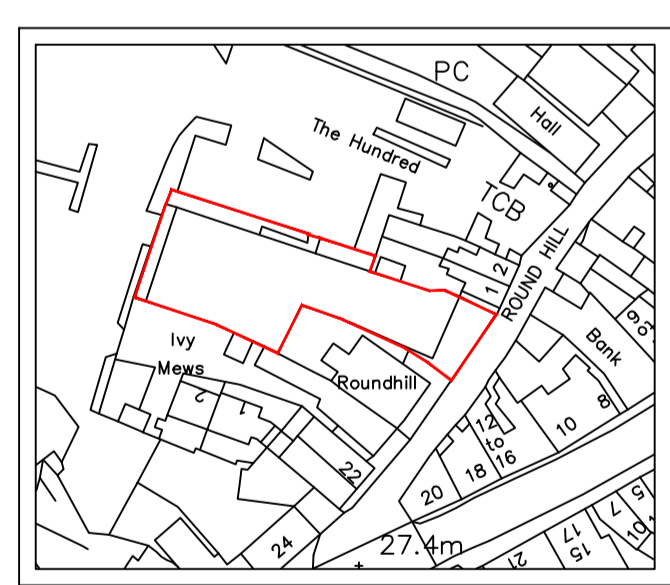 PC
Hall
The Hundred
TCB
2
1
ROUND HILL
Bank
9
Ivy
Mews
Roundhill
2
1
22
24
12
to
16
18
20
10
8
27.4m
5
7
10
17
15
21